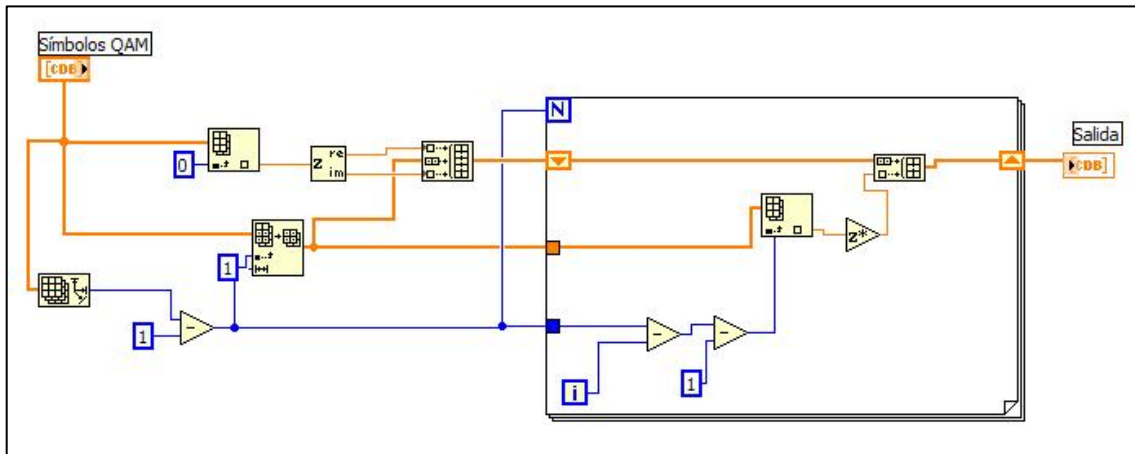 Símbolos QAM
[CDB]
0
z
re
im
N
Salida
[CDB]
1
z*
1
i
1